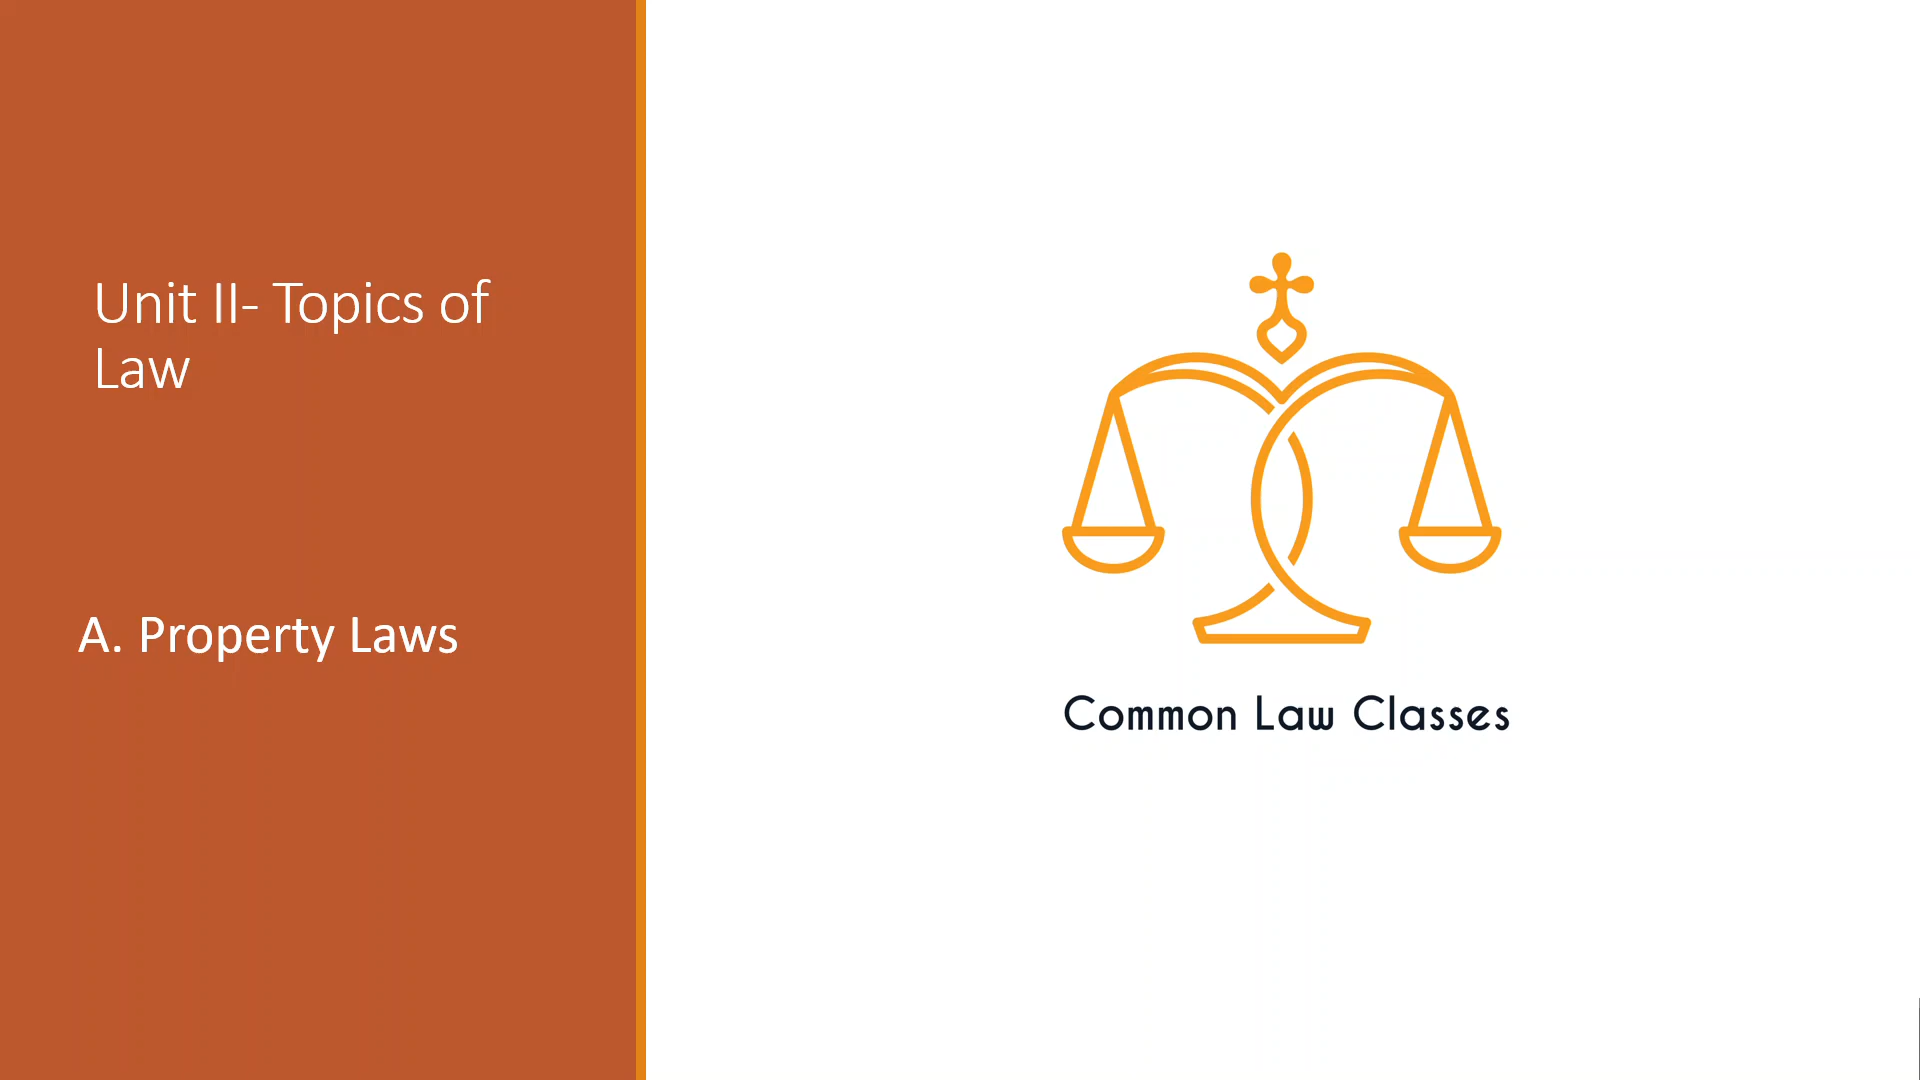 Unit II- Topics of
Law
A. Property Laws
Common Law Classes